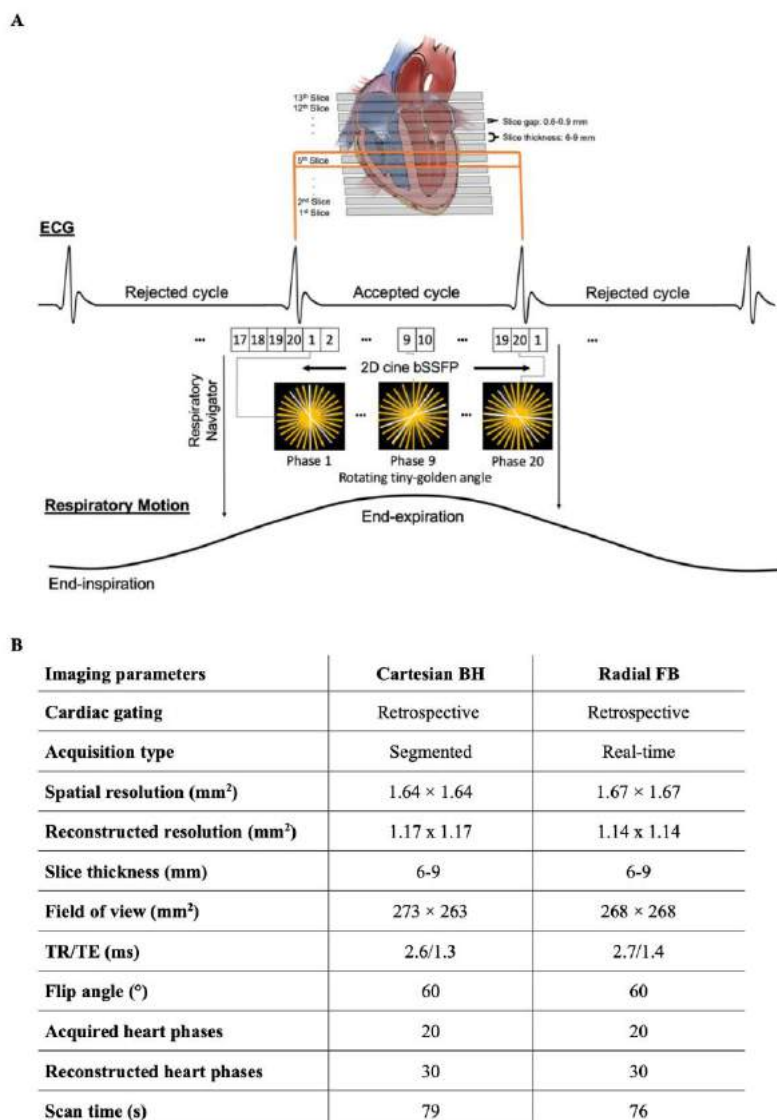 A
13th Slice
12th Slice
Slice gap: 0.6-0.9 mm
Slice thickness: 6-9 mm
5th Slice
2nd Slice
1st Slice
ECG
Rejected cycle Accepted cycle Rejected cycle
... 17 18 19 20 1 2 ... 9 10 ... 19 20 1 ...
2D cine bSSFP
Respiratory
Navigator
... ...
Phase 1 Phase 9 Phase 20
Rotating tiny-golden angle
Respiratory Motion
End-expiration
End-inspiration
B
Imaging parameters Cartesian BH Radial FB
Cardiac gating Retrospective Retrospective
Acquisition type Segmented Real-time
Spatial resolution (mm²) 1.64 × 1.64 1.67 × 1.67
Reconstructed resolution (mm²) 1.17 x 1.17 1.14 x 1.14
Slice thickness (mm) 6-9 6-9
Field of view (mm²) 273 × 263 268 × 268
TR/TE (ms) 2.6/1.3 2.7/1.4
Flip angle (°) 60 60
Acquired heart phases 20 20
Reconstructed heart phases 30 30
Scan time (s) 79 76